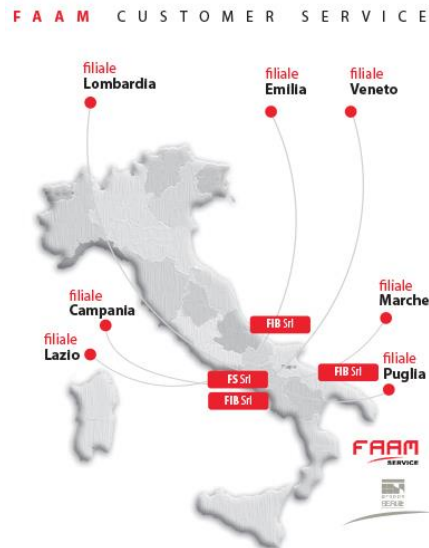 FAAM CUSTOMER SERVICE
filiale
Lombardia
filiale
Emilia
filiale
Veneto
filiale
Marche
filiale
Campania
filiale
Lazio
filiale
Puglia
FIB Srl
FIB Srl
FS Srl
FIB Srl
FAAM
SERVICE